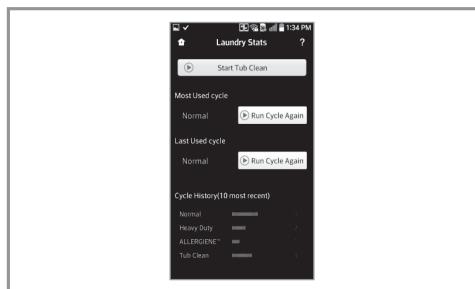 1:34 PM
Laundry Stats ?
Start Tub Clean
Most Used cycle
Normal Run Cycle Again
Last Used cycle
Normal Run Cycle Again
Cycle History(10 most recent)
Normal
Heavy Duty
ALLERGIENE™
Tub Clean